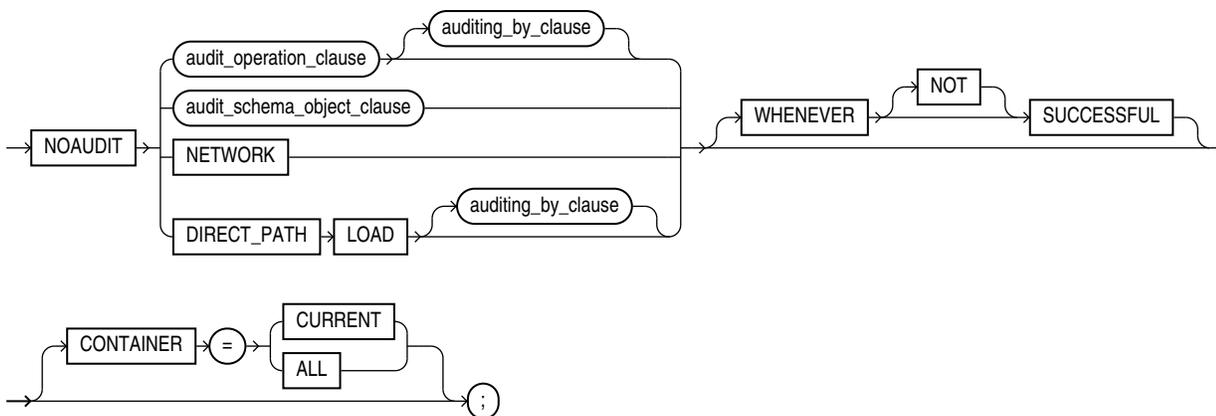 auditing_by_clause
audit_operation_clause
NOT
audit_schema_object_clause
WHENEVER SUCCESSFUL
NOAUDIT
NETWORK
auditing_by_clause
DIRECT_PATH LOAD
CURRENT
CONTAINER =
ALL
;